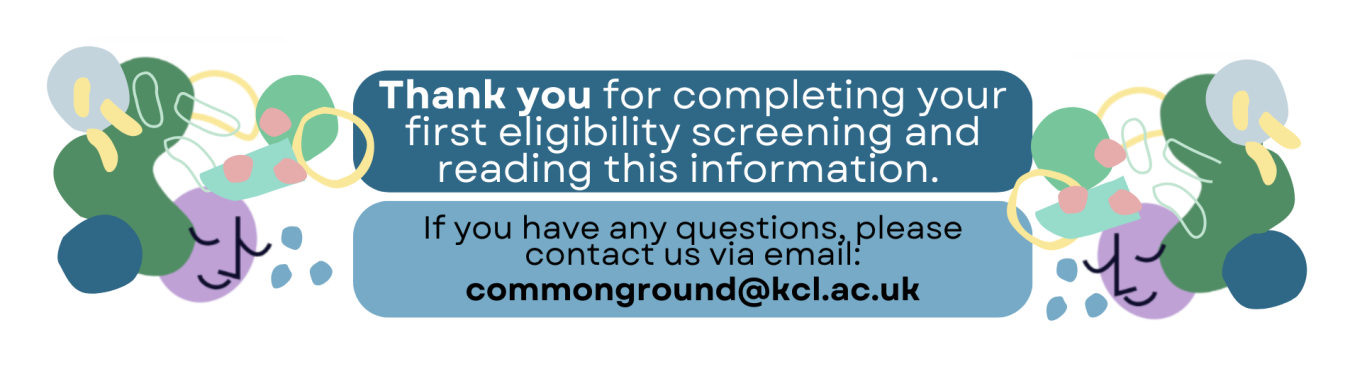 Thank you for completing your
first eligibility screening and
reading this information.
If you have any questions, please
contact us via email:
commonground@kcl.ac.uk